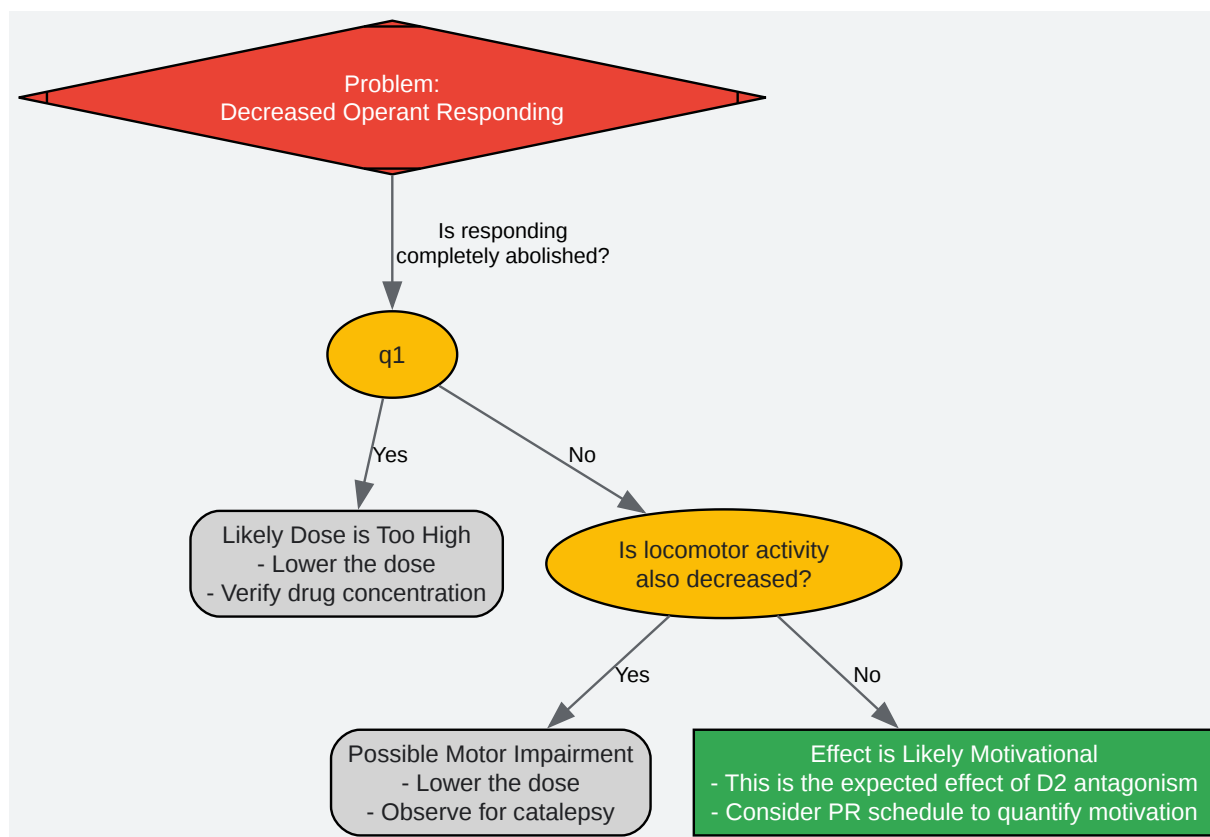 Problem:
Decreased Operant Responding
Is responding
completely abolished?
q1
Yes
No
Likely Dose is Too High
- Lower the dose
- Verify drug concentration
Is locomotor activity
also decreased?
Yes
No
Possible Motor Impairment
- Lower the dose
- Observe for catalepsy
Effect is Likely Motivational
- This is the expected effect of D2 antagonism
- Consider PR schedule to quantify motivation